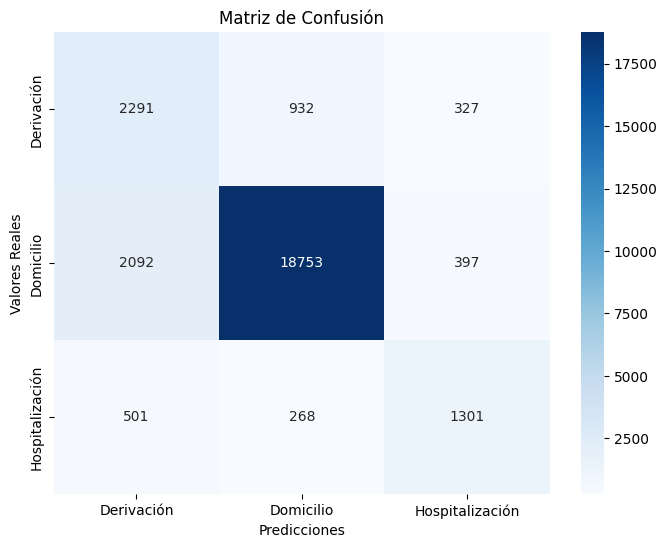 Matriz de Confusión
Valores Reales
Derivación
2291 932 327
Domicilio
2092 18753 397
Hospitalización
501 268 1301
Derivación Domicilio Hospitalización
Predicciones
17500
15000
12500
10000
7500
5000
2500